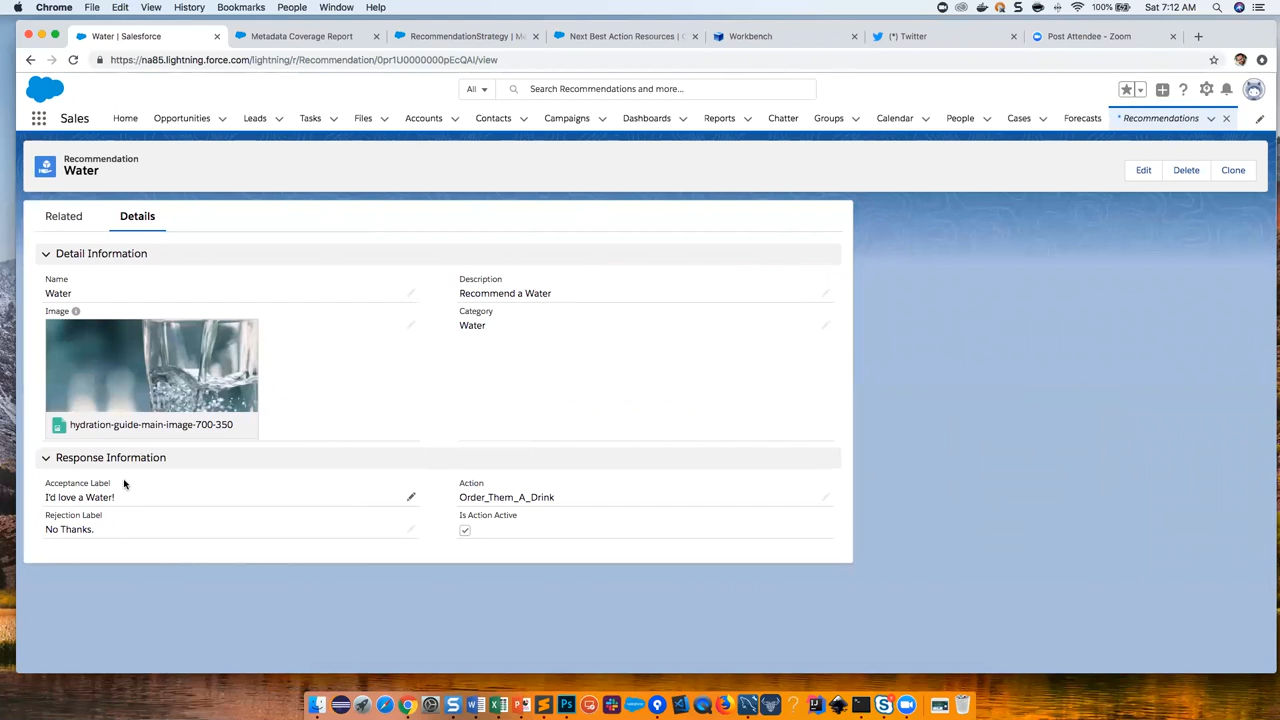 Chrome File Edit View History Bookmarks People Window Help 100% Sat 7:12 AM
Water | Salesforce Metadata Coverage Report RecommendationStrategy | Me Next Best Action Resources | C Workbench (*) Twitter Post Attendee - Zoom
https://na85.lightning.force.com/lightning/r/Recommendation/0pr1U0000000pEcQAI/view
All Search Recommendations and more...
Sales Home Opportunities Leads Tasks Files Accounts Contacts Campaigns Dashboards Reports Chatter Groups Calendar People Cases Forecasts * Recommendations
Recommendation
Water
Edit Delete Clone
Related Details
Detail Information
Name Description
Water Recommend a Water
Image Category
Water
hydration-guide-main-image-700-350
Response Information
Acceptance Label Action
I'd love a Water! Order_Them_A_Drink
Rejection Label Is Action Active
No Thanks.